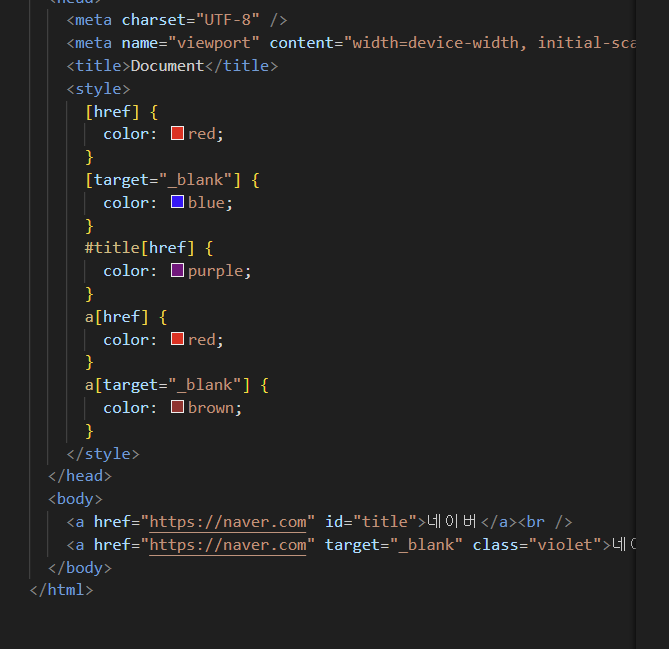 <head>
<meta charset="UTF-8" />
<meta name="viewport" content="width=device-width, initial-sca
<title>Document</title>
<style>
[href] {
color: red;
}
[target="_blank"] {
color: blue;
}
#title[href] {
color: purple;
}
a[href] {
color: red;
}
a[target="_blank"] {
color: brown;
}
</style>
</head>
<body>
<a href="https://naver.com" id="title">네이버</a><br />
<a href="https://naver.com" target="_blank" class="violet">네
</body>
</html>